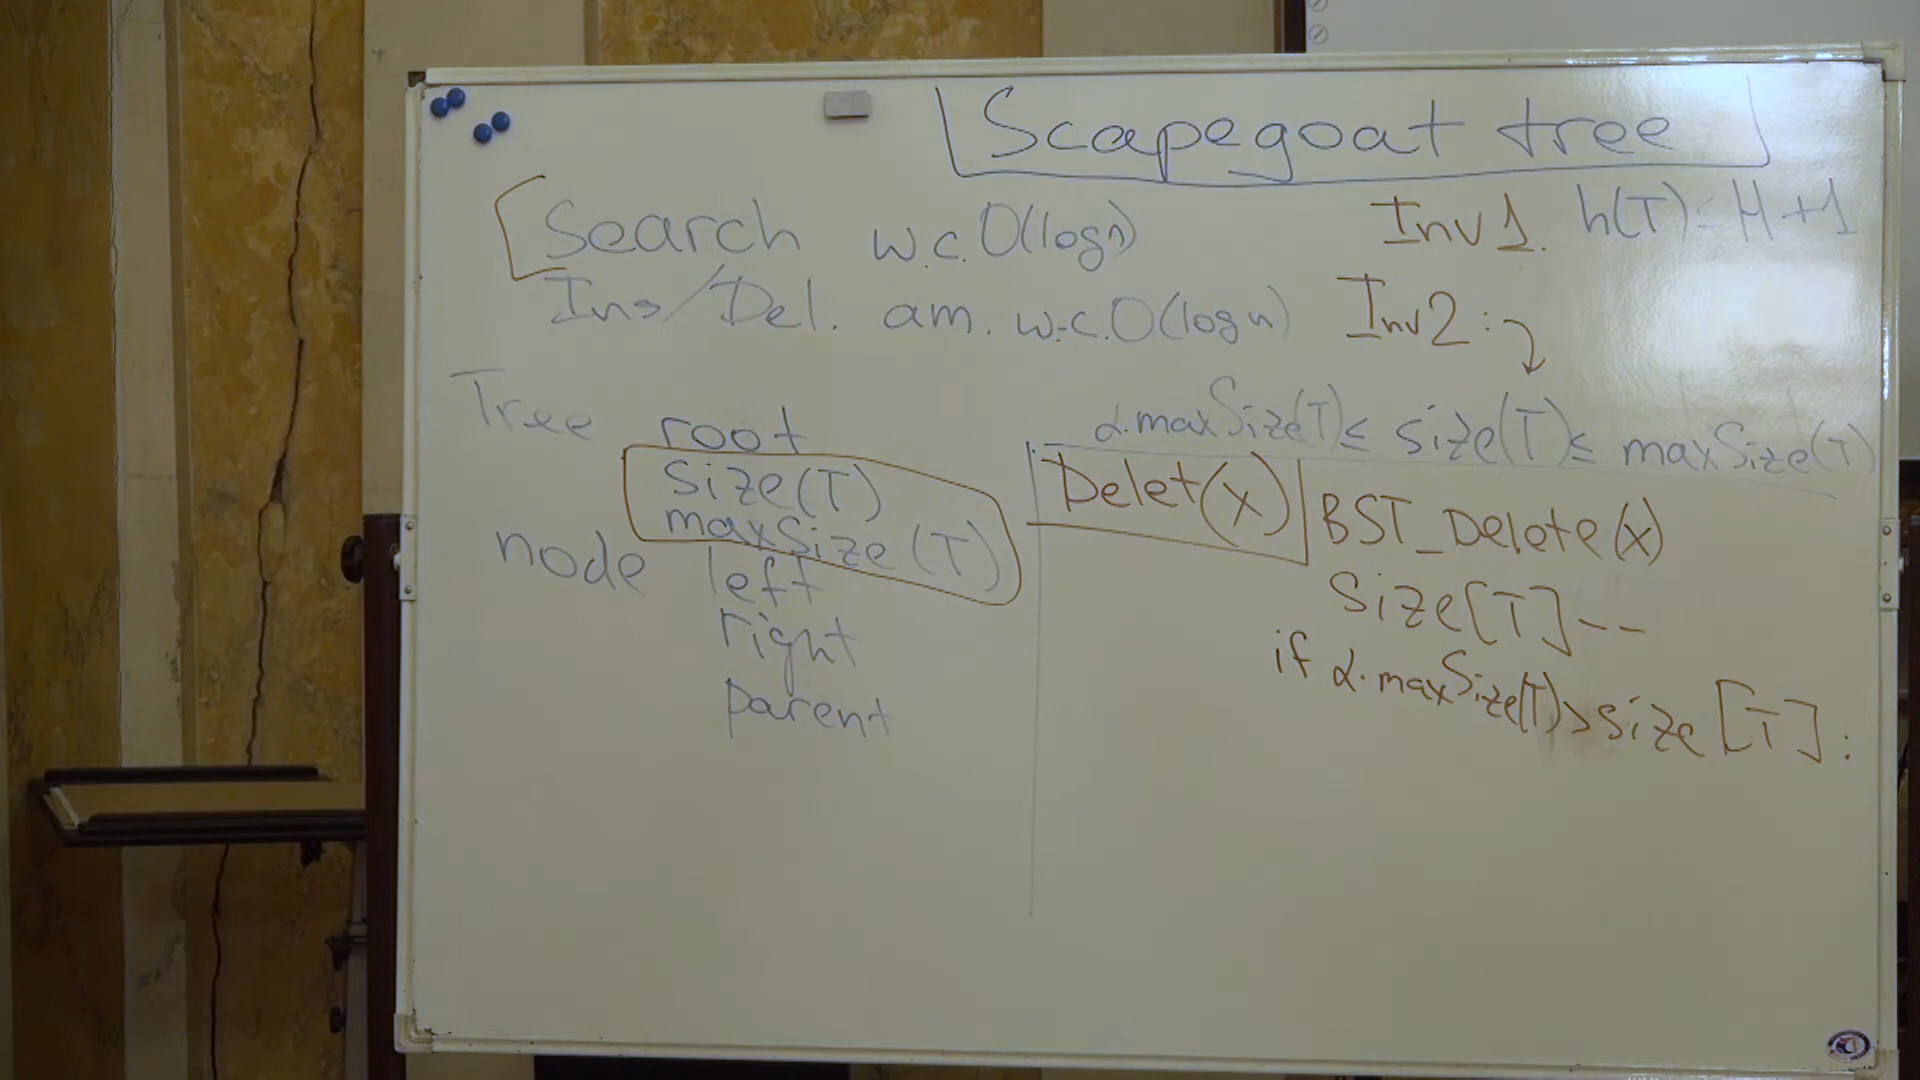 Scapegoat tree
Search w.c. O(log n)
Ins/Del. am. w.c. O(log n)
Inv 1. h(T) ≤ H + 1
Inv 2:
α·maxSize(T) ≤ size(T) ≤ maxSize(T)
Tree root
size(T)
maxSize(T)
node left
right
parent
Delet(x) BST_Delete(x)
Size[T]--
if α·maxSize(T) > size[T]: